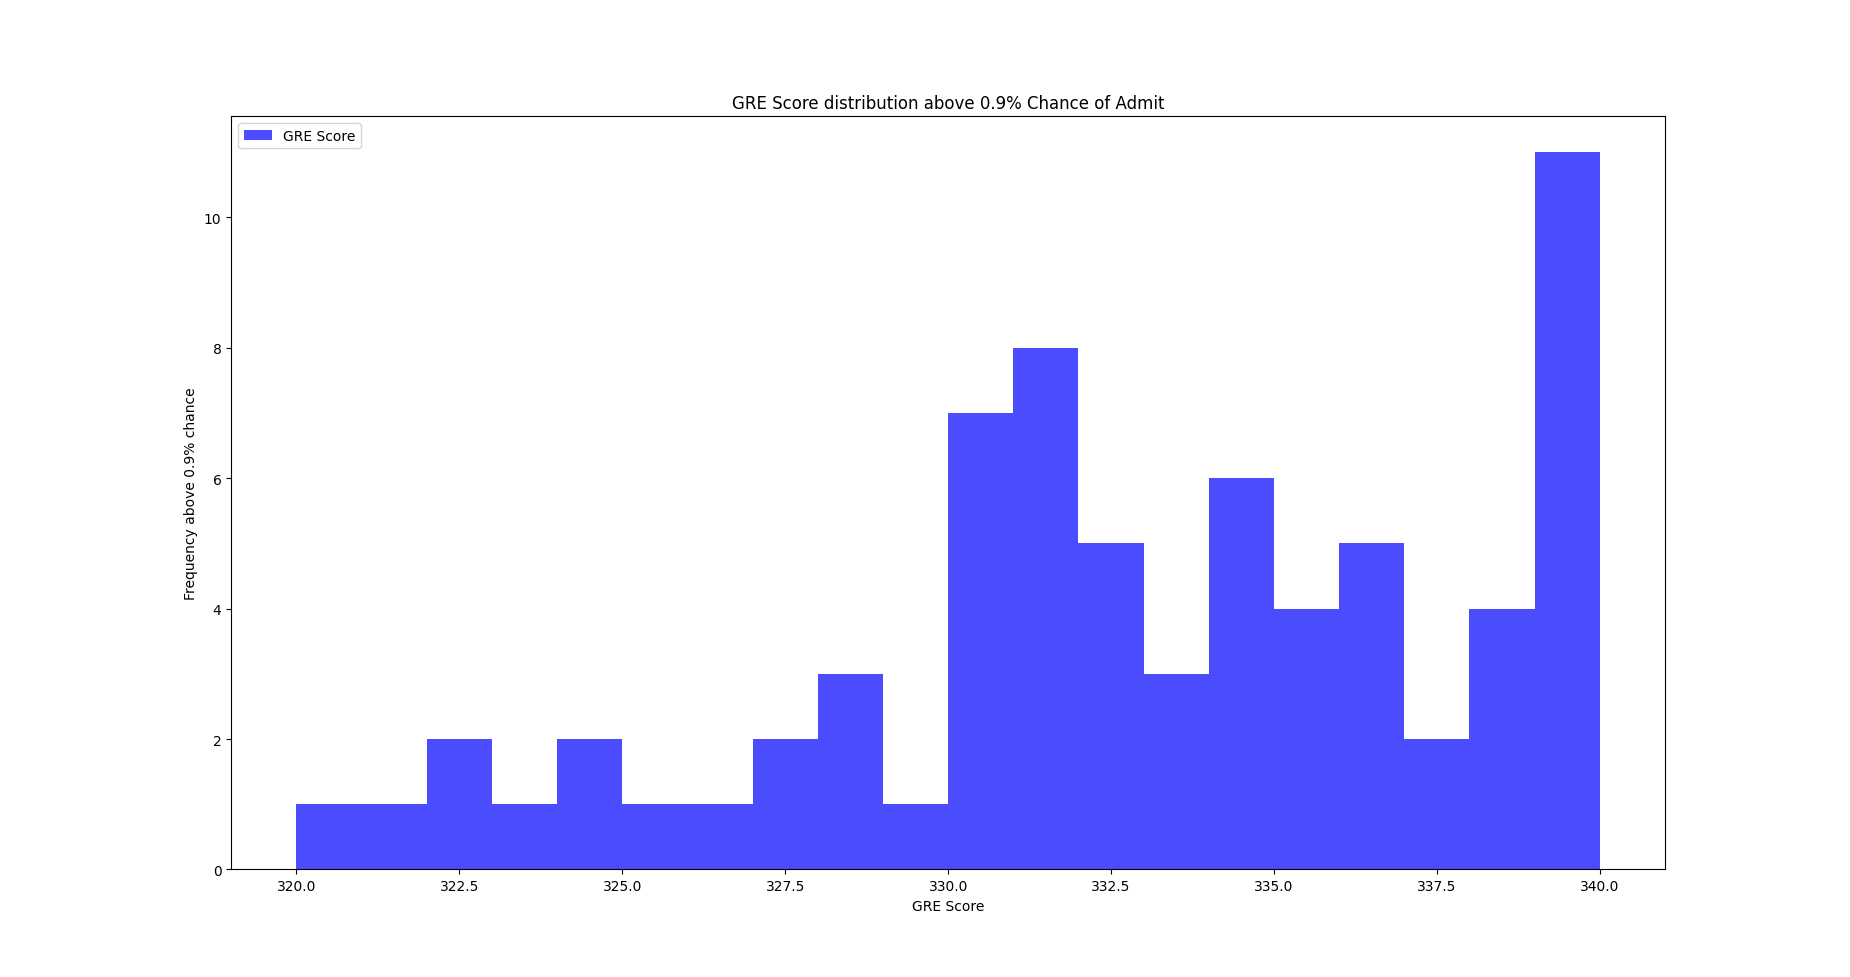 GRE Score distribution above 0.9% Chance of Admit
GRE Score
Frequency above 0.9% chance
10
8
6
4
2
0
320.0 322.5 325.0 327.5 330.0 332.5 335.0 337.5 340.0
GRE Score